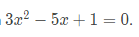 3x² − 5x + 1 = 0.